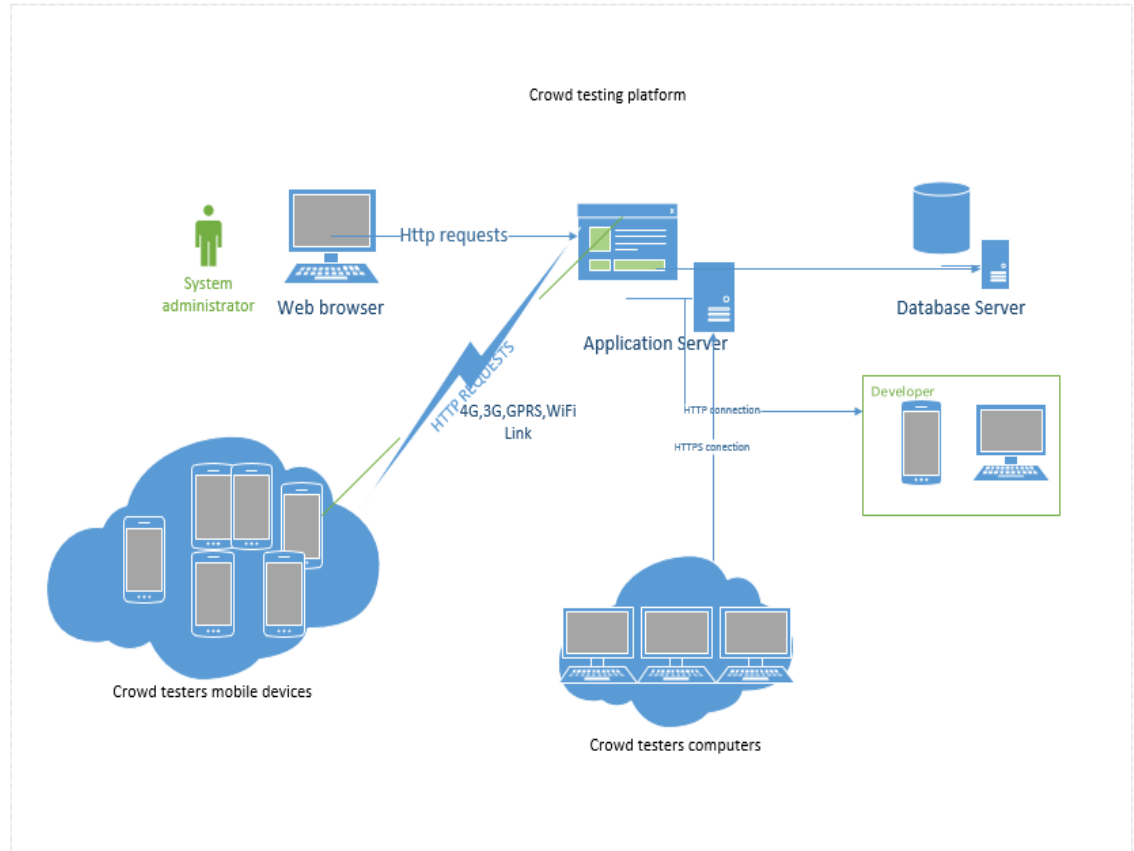 Crowd testing platform
Http requests
System
administrator
Web browser
Application Server
Database Server
HTTP REQUESTS
4G,3G,GPRS,WiFi
Link
Developer
HTTP connection
HTTPS conection
Crowd testers mobile devices
Crowd testers computers